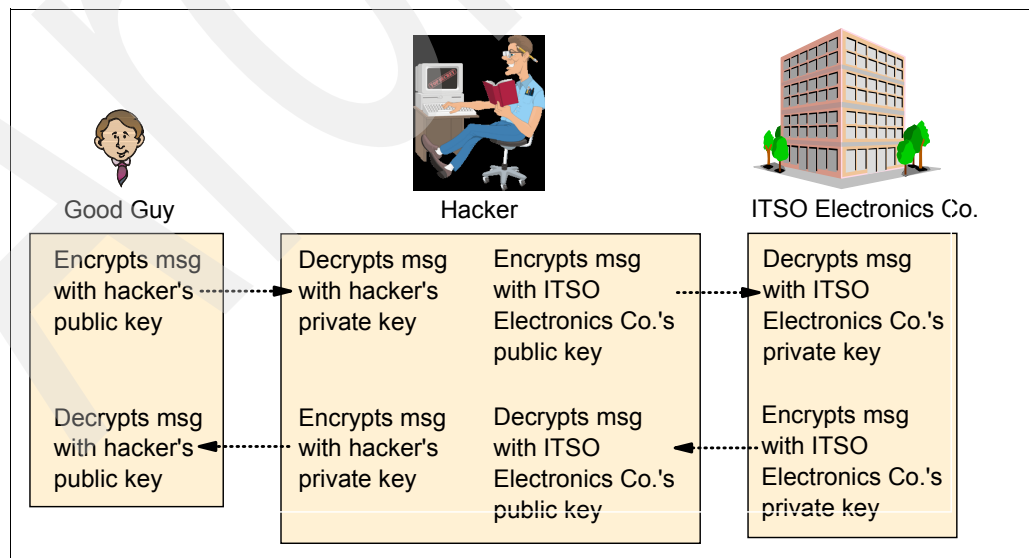 Good Guy
Hacker
ITSO Electronics Co.
Encrypts msg
with hacker's
public key
Decrypts msg
with hacker's
private key
Encrypts msg
with ITSO
Electronics Co.'s
public key
Decrypts msg
with ITSO
Electronics Co.'s
private key
Decrypts msg
with hacker's
public key
Encrypts msg
with hacker's
private key
Decrypts msg
with ITSO
Electronics Co.'s
public key
Encrypts msg
with ITSO
Electronics Co.'s
private key